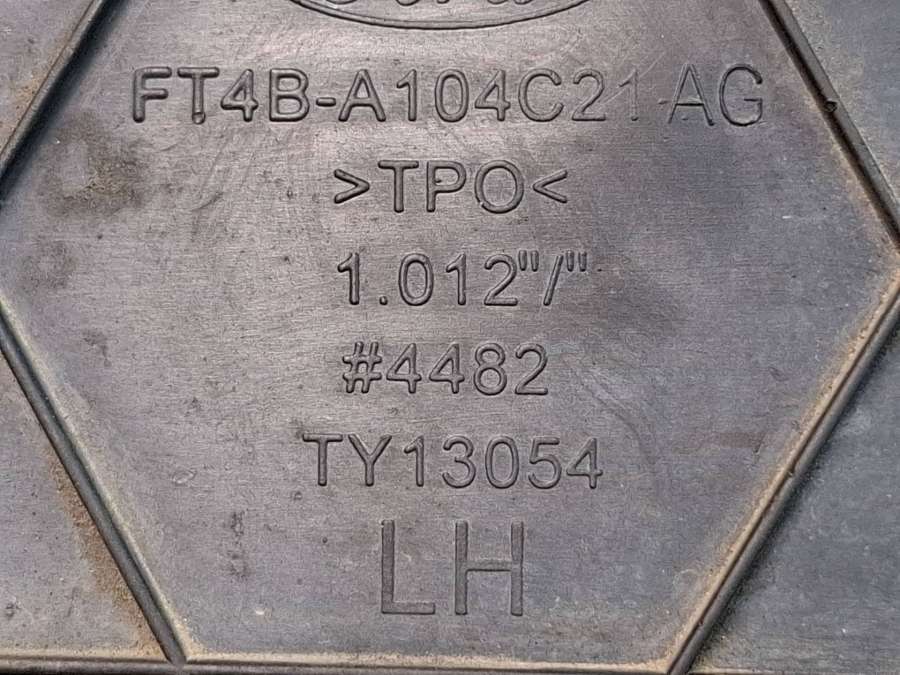 FT4B-A104C21-AG
>TPO<
1.012"/"
#4482
TY13054
LH